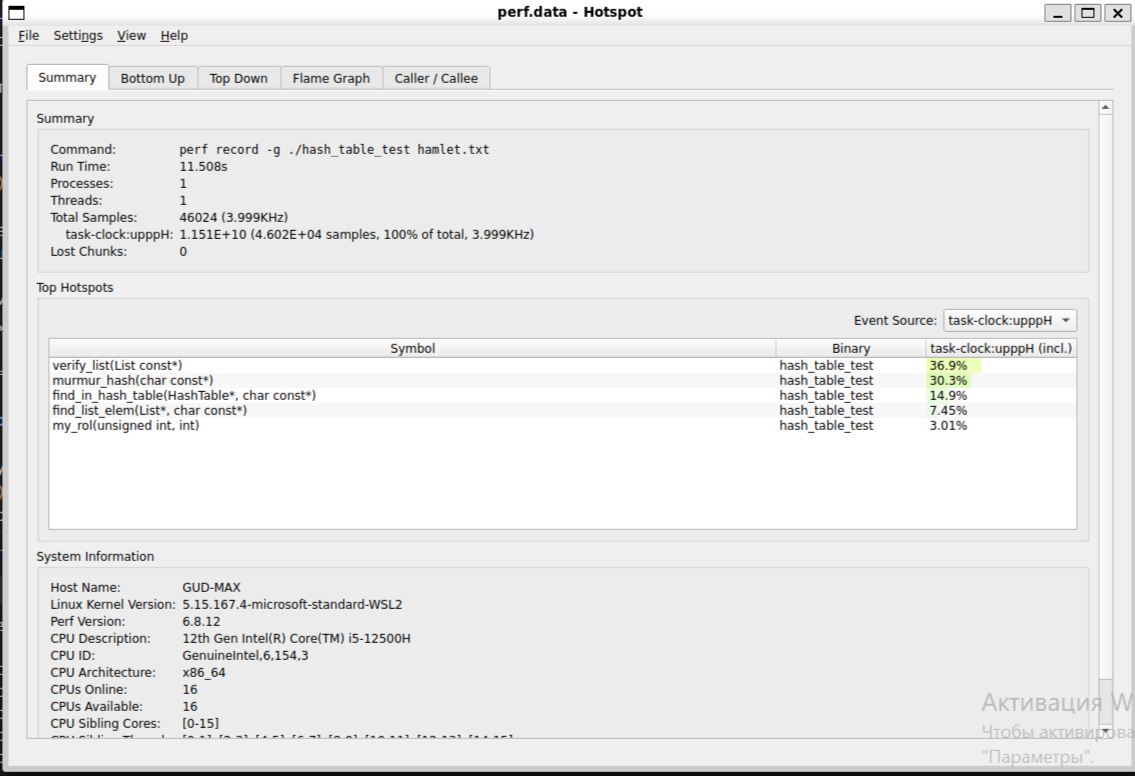 perf.data - Hotspot
File Settings View Help
Summary Bottom Up Top Down Flame Graph Caller / Callee
Summary
Command: perf record -g ./hash_table_test hamlet.txt
Run Time: 11.508s
Processes: 1
Threads: 1
Total Samples: 46024 (3.999KHz)
task-clock:upppH: 1.151E+10 (4.602E+04 samples, 100% of total, 3.999KHz)
Lost Chunks: 0
Top Hotspots
Event Source: task-clock:upppH
Symbol Binary task-clock:upppH (incl.)
verify_list(List const*) hash_table_test 36.9%
murmur_hash(char const*) hash_table_test 30.3%
find_in_hash_table(HashTable*, char const*) hash_table_test 14.9%
find_list_elem(List*, char const*) hash_table_test 7.45%
my_rol(unsigned int, int) hash_table_test 3.01%
System Information
Host Name: GUD-MAX
Linux Kernel Version: 5.15.167.4-microsoft-standard-WSL2
Perf Version: 6.8.12
CPU Description: 12th Gen Intel(R) Core(TM) i5-12500H
CPU ID: GenuineIntel,6,154,3
CPU Architecture: x86_64
CPUs Online: 16
CPUs Available: 16
CPU Sibling Cores: [0-15]
Активация W
Чтобы активирова
"Параметры".